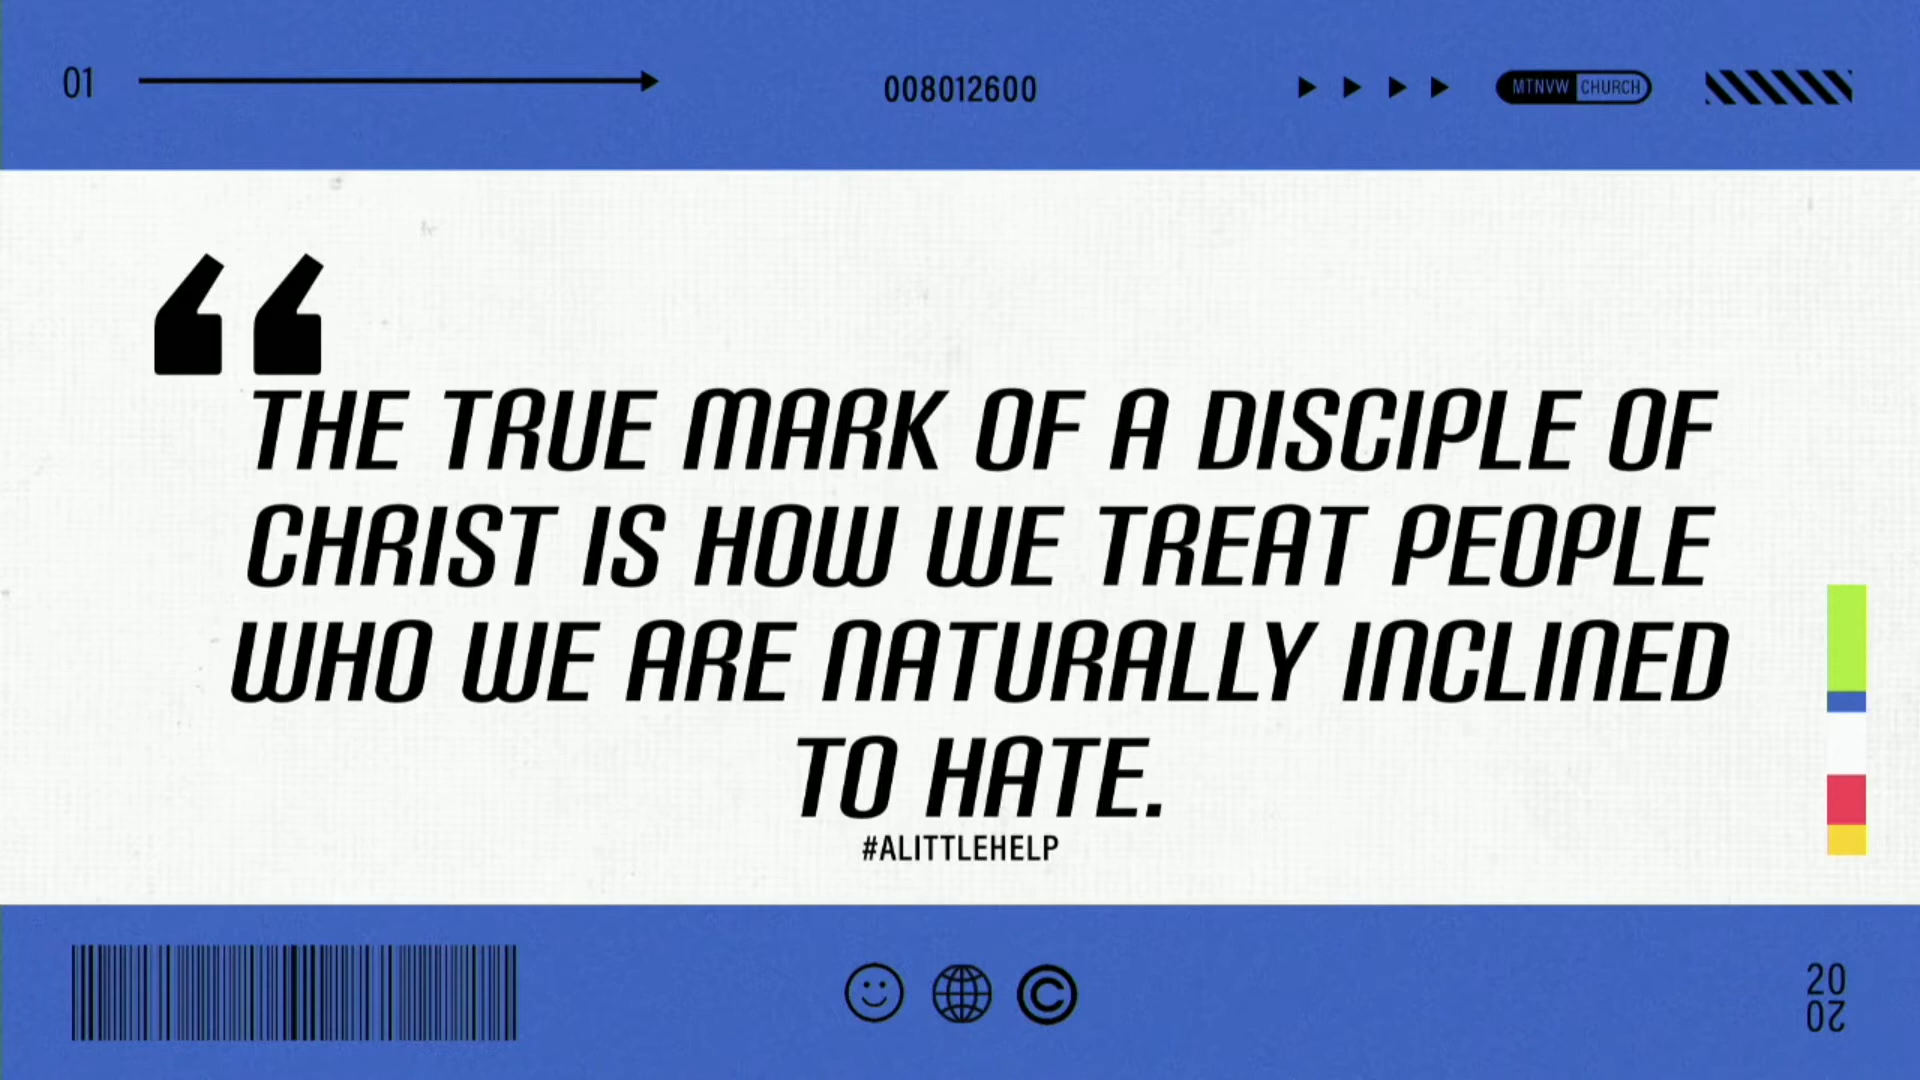 01
008012600
MTNVW CHURCH
“
THE TRUE MARK OF A DISCIPLE OF
CHRIST IS HOW WE TREAT PEOPLE
WHO WE ARE NATURALLY INCLINED
TO HATE.
#ALITTLEHELP
©
20
20